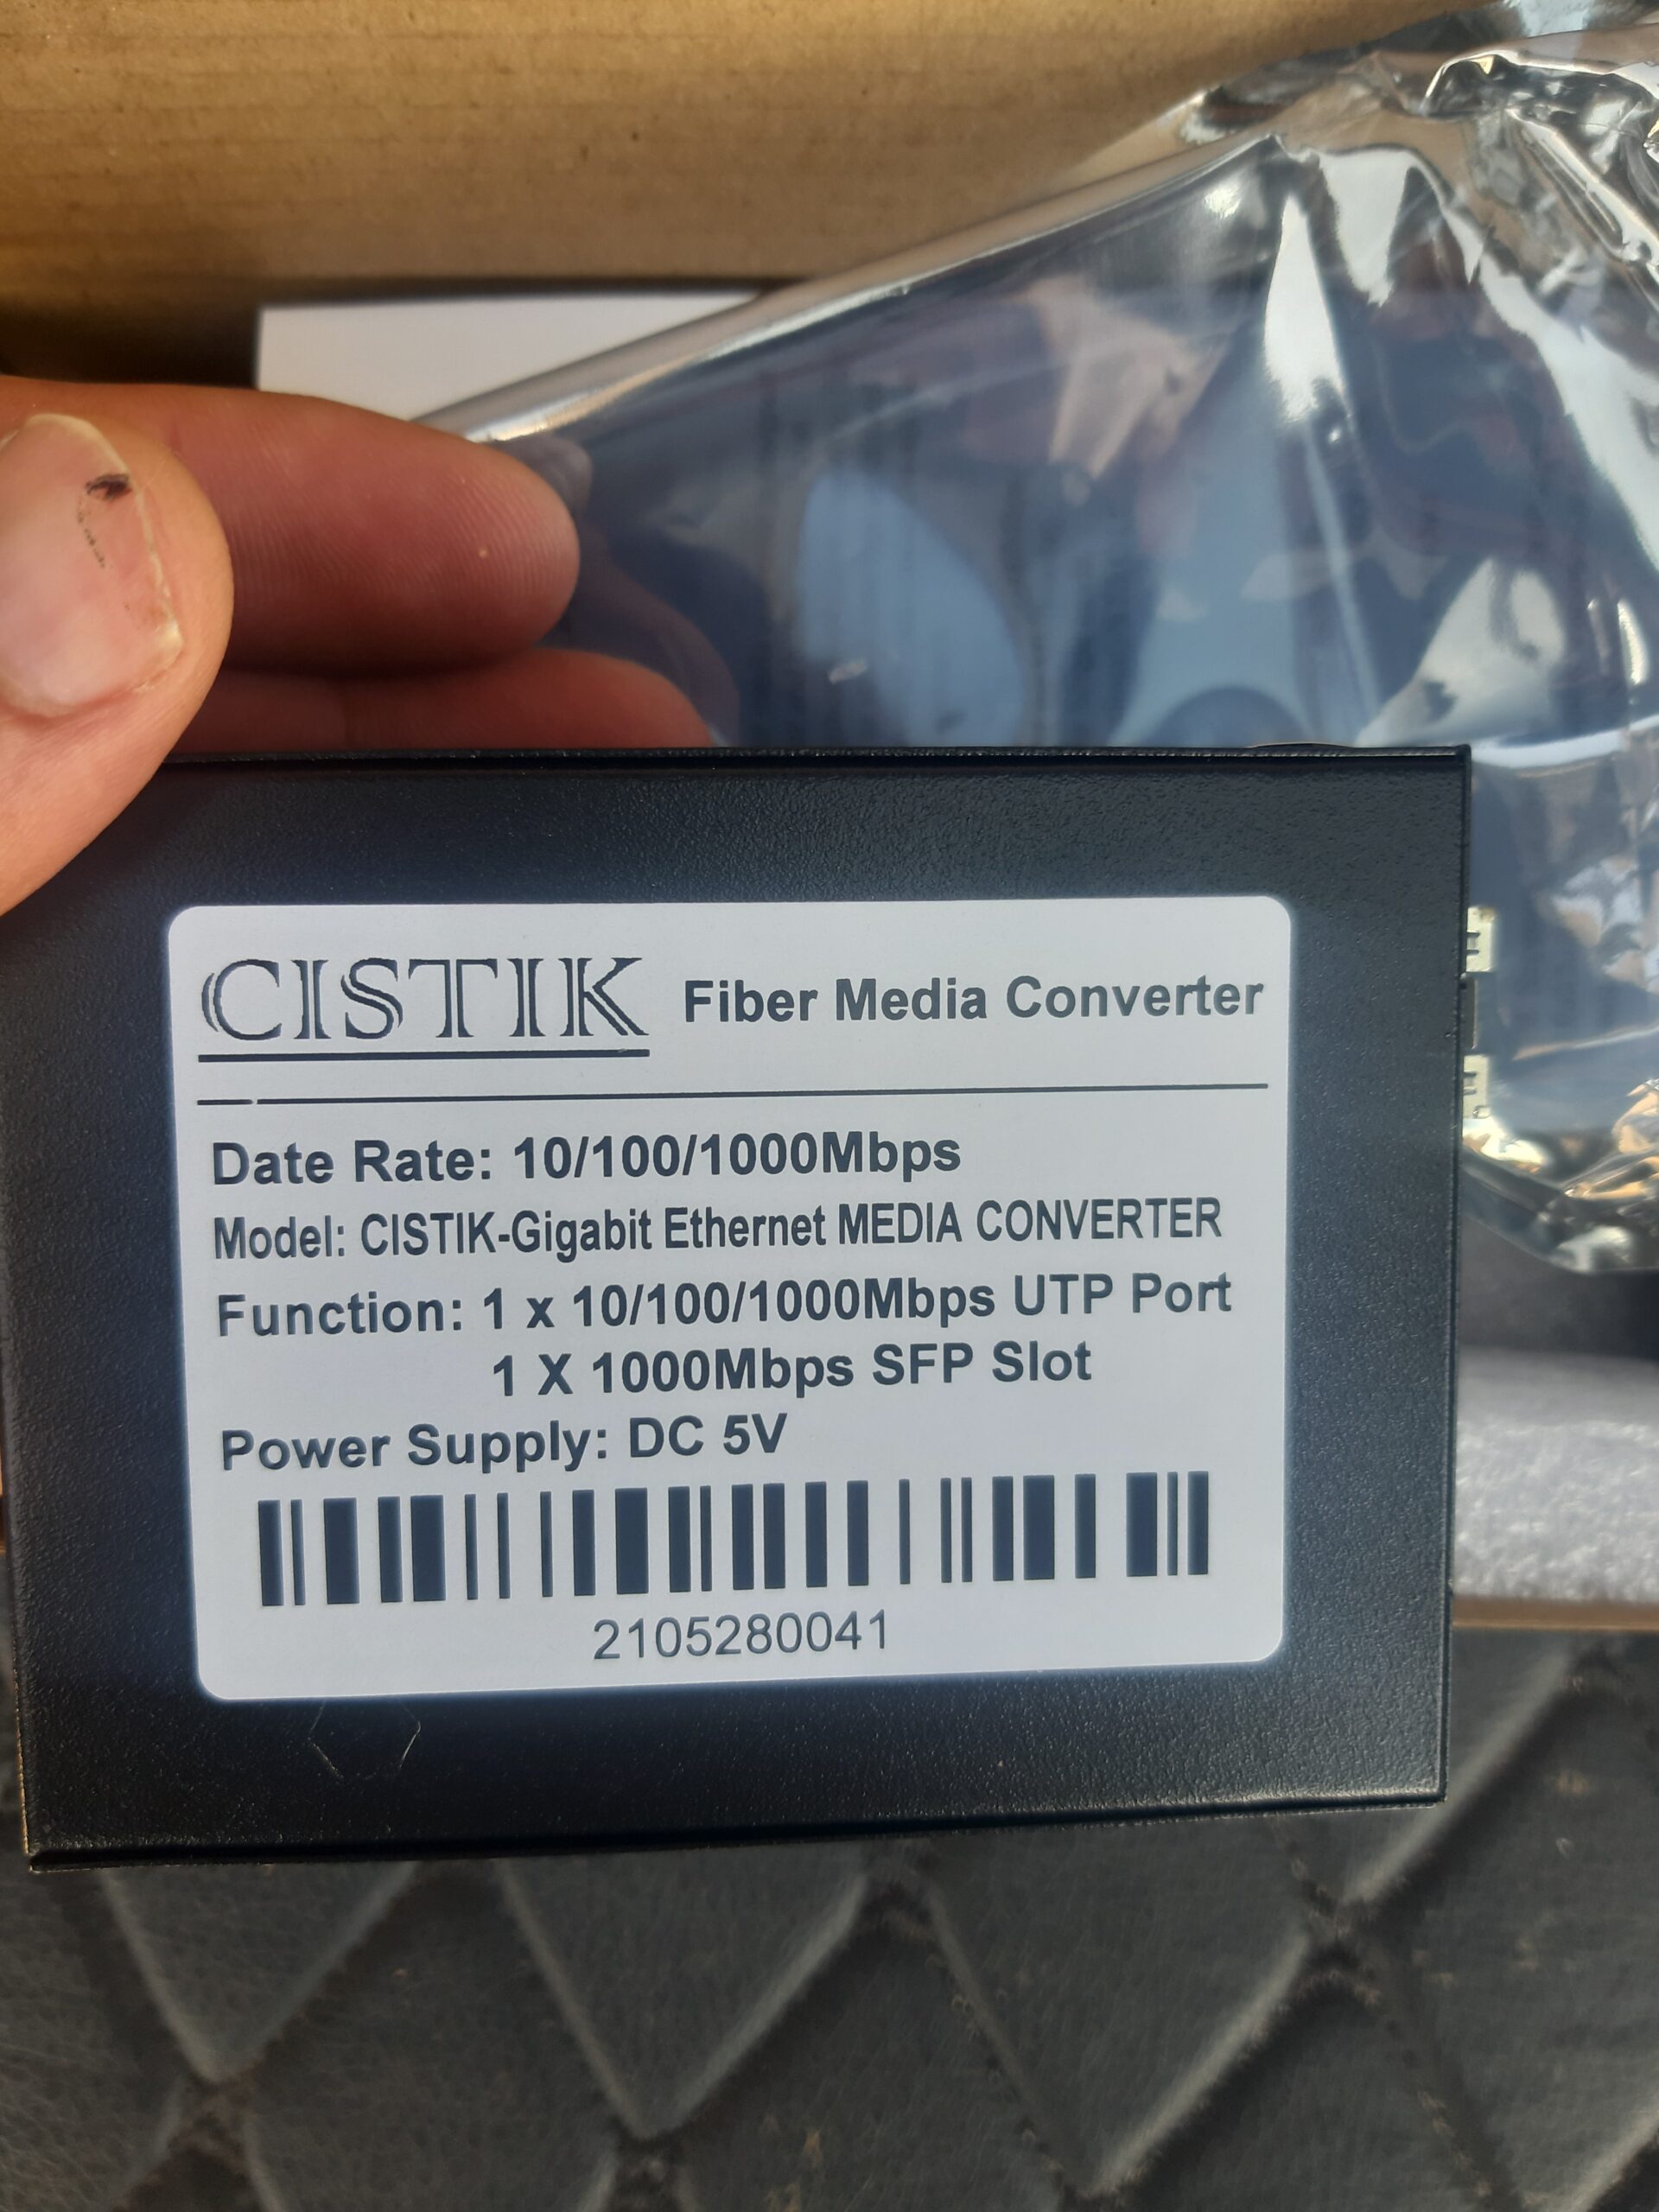 CISTIK Fiber Media Converter
Date Rate: 10/100/1000Mbps
Model: CISTIK-Gigabit Ethernet MEDIA CONVERTER
Function: 1 x 10/100/1000Mbps UTP Port
1 X 1000Mbps SFP Slot
Power Supply: DC 5V
2105280041